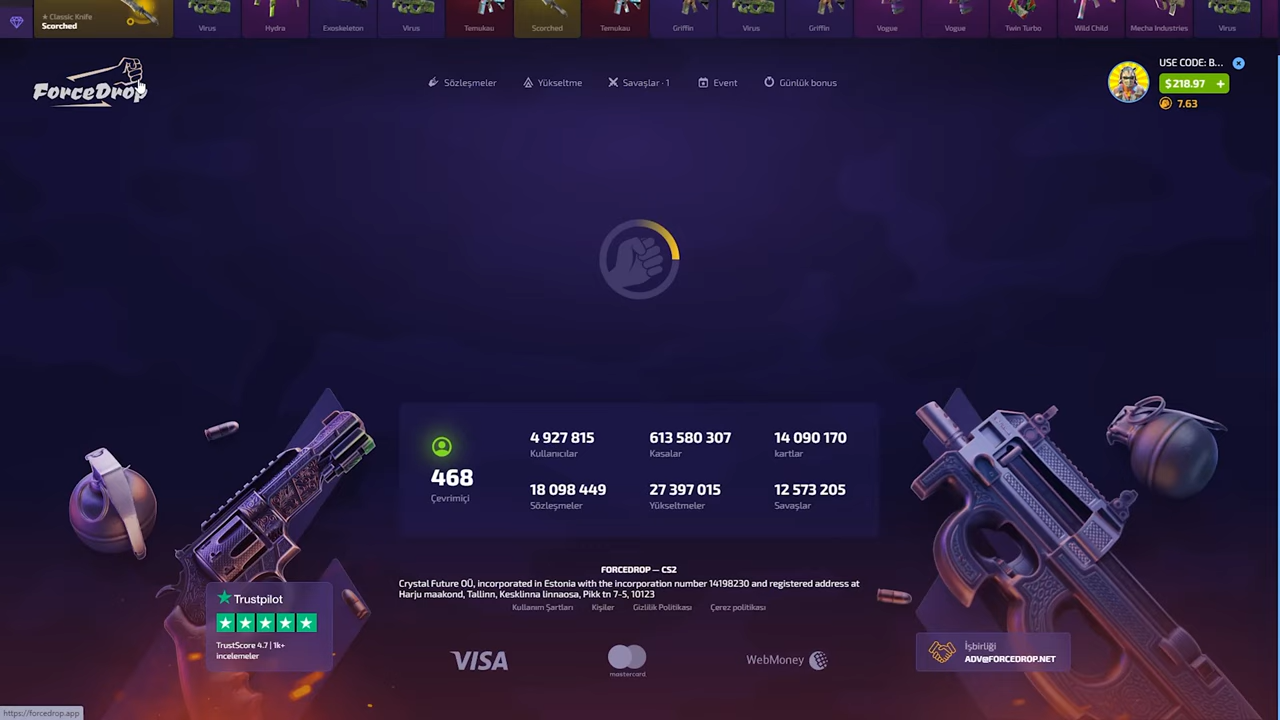 ★ Classic Knife
Scorched
Virus
Hydra
Exoskeleton
Virus
Temukau
Scorched
Temukau
Griffin
Virus
Griffin
Vogue
Vogue
Twin Turbo
Wild Child
Mecha Industries
Virus
ForceDrop
Sözleşmeler
Yükseltme
Savaşlar · 1
Event
Günlük bonus
USE CODE: B...
$218.97 +
7.63
468
Çevrimiçi
4 927 815
Kullanıcılar
613 580 307
Kasalar
14 090 170
kartlar
18 098 449
Sözleşmeler
27 397 015
Yükseltmeler
12 573 205
Savaşlar
FORCEDROP — CS2
Crystal Future OÜ, incorporated in Estonia with the incorporation number 14198230 and registered address at
Harju maakond, Tallinn, Kesklinna linnaosa, Pikk tn 7-5, 10123
Kullanım Şartları
Kişiler
Gizlilik Politikası
Çerez politikası
Trustpilot
TrustScore 4.7 | 1k+
incelemeler
VISA
mastercard
WebMoney
İşbirliği
ADV@FORCEDROP.NET
https://forcedrop.app